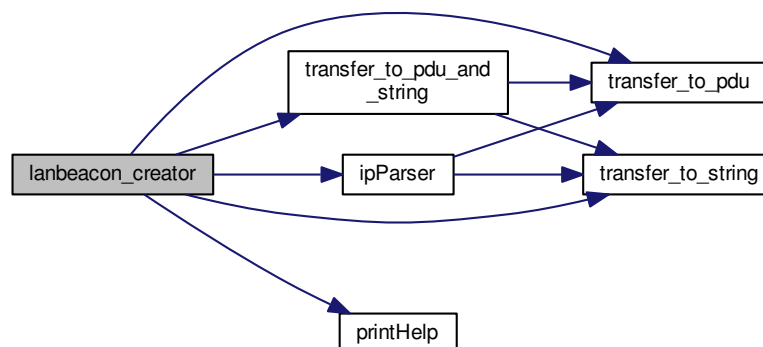 transfer_to_pdu_and
_string
transfer_to_pdu
lanbeacon_creator
ipParser
transfer_to_string
printHelp